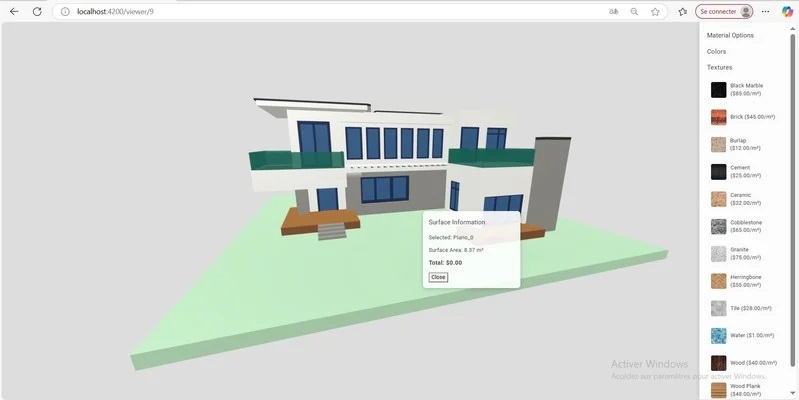 localhost:4200/viewer/9
Se connecter
Material Options
Colors
Textures
Black Marble
($85.00/m²)
Brick ($45.00/m²)
Burlap
($12.00/m²)
Cement
($25.00/m²)
Ceramic
($32.00/m²)
Cobblestone
($65.00/m²)
Granite
($75.00/m²)
Herringbone
($55.00/m²)
Tile ($28.00/m²)
Water ($1.00/m²)
Wood ($40.00/m²)
Wood Plank
($48.00/m²)
Surface Information
Selected: Plano_0
Surface Area: 8.37 m²
Total: $0.00
Close
Activer Windows
Accédez aux paramètres pour activer Windows.